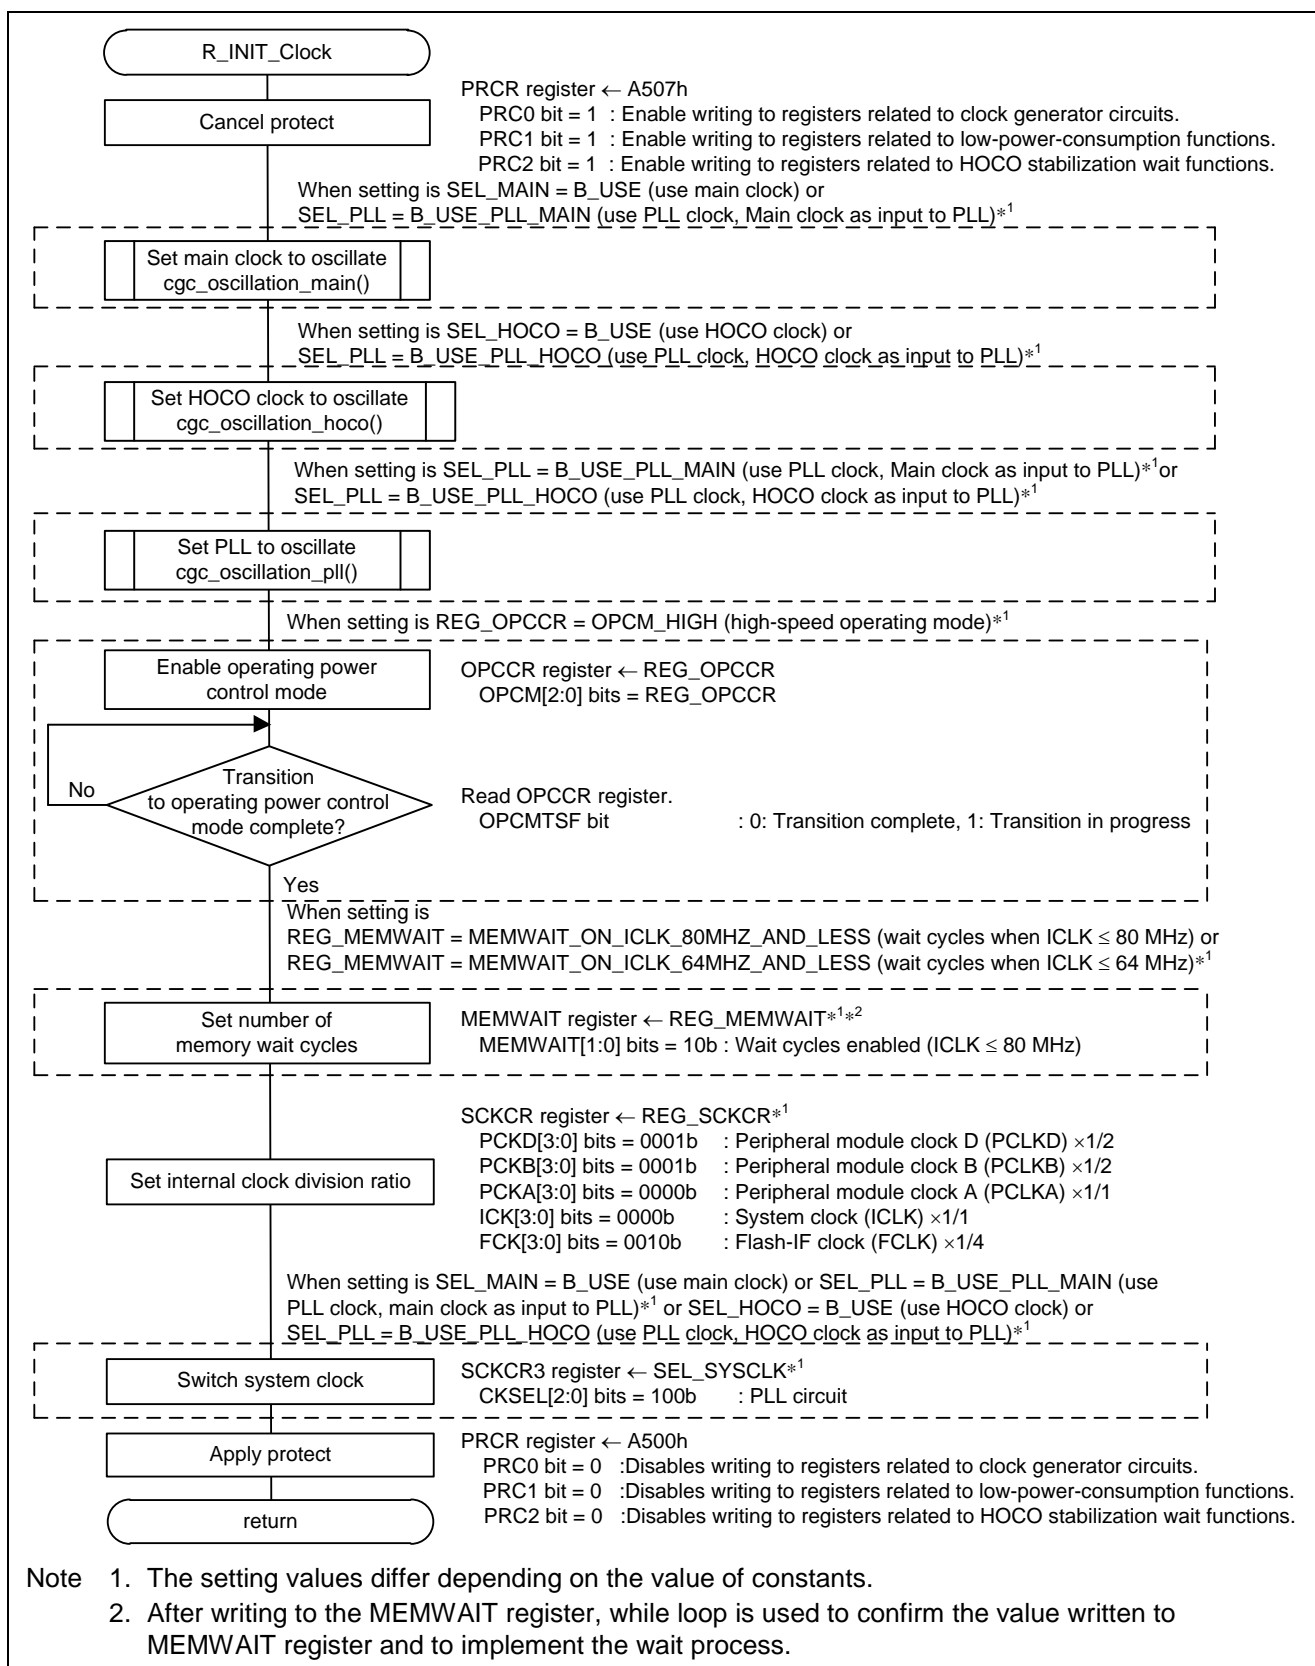 R_INIT_Clock
PRCR register ← A507h
Cancel protect
PRC0 bit = 1 : Enable writing to registers related to clock generator circuits.
PRC1 bit = 1 : Enable writing to registers related to low-power-consumption functions.
PRC2 bit = 1 : Enable writing to registers related to HOCO stabilization wait functions.
When setting is SEL_MAIN = B_USE (use main clock) or
SEL_PLL = B_USE_PLL_MAIN (use PLL clock, Main clock as input to PLL)*1
Set main clock to oscillate
cgc_oscillation_main()
When setting is SEL_HOCO = B_USE (use HOCO clock) or
SEL_PLL = B_USE_PLL_HOCO (use PLL clock, HOCO clock as input to PLL)*1
Set HOCO clock to oscillate
cgc_oscillation_hoco()
When setting is SEL_PLL = B_USE_PLL_MAIN (use PLL clock, Main clock as input to PLL)*1or
SEL_PLL = B_USE_PLL_HOCO (use PLL clock, HOCO clock as input to PLL)*1
Set PLL to oscillate
cgc_oscillation_pll()
When setting is REG_OPCCR = OPCM_HIGH (high-speed operating mode)*1
Enable operating power
control mode
OPCCR register ← REG_OPCCR
OPCM[2:0] bits = REG_OPCCR
No
Transition
to operating power control
mode complete?
Read OPCCR register.
OPCMTSF bit : 0: Transition complete, 1: Transition in progress
Yes
When setting is
REG_MEMWAIT = MEMWAIT_ON_ICLK_80MHZ_AND_LESS (wait cycles when ICLK ≤ 80 MHz) or
REG_MEMWAIT = MEMWAIT_ON_ICLK_64MHZ_AND_LESS (wait cycles when ICLK ≤ 64 MHz)*1
Set number of
memory wait cycles
MEMWAIT register ← REG_MEMWAIT*1*2
MEMWAIT[1:0] bits = 10b : Wait cycles enabled (ICLK ≤ 80 MHz)
SCKCR register ← REG_SCKCR*1
PCKD[3:0] bits = 0001b : Peripheral module clock D (PCLKD) ×1/2
PCKB[3:0] bits = 0001b : Peripheral module clock B (PCLKB) ×1/2
Set internal clock division ratio
PCKA[3:0] bits = 0000b : Peripheral module clock A (PCLKA) ×1/1
ICK[3:0] bits = 0000b : System clock (ICLK) ×1/1
FCK[3:0] bits = 0010b : Flash-IF clock (FCLK) ×1/4
When setting is SEL_MAIN = B_USE (use main clock) or SEL_PLL = B_USE_PLL_MAIN (use
PLL clock, main clock as input to PLL)*1 or SEL_HOCO = B_USE (use HOCO clock) or
SEL_PLL = B_USE_PLL_HOCO (use PLL clock, HOCO clock as input to PLL)*1
Switch system clock
SCKCR3 register ← SEL_SYSCLK*1
CKSEL[2:0] bits = 100b : PLL circuit
Apply protect
PRCR register ← A500h
PRC0 bit = 0 :Disables writing to registers related to clock generator circuits.
PRC1 bit = 0 :Disables writing to registers related to low-power-consumption functions.
PRC2 bit = 0 :Disables writing to registers related to HOCO stabilization wait functions.
return
Note 1. The setting values differ depending on the value of constants.
2. After writing to the MEMWAIT register, while loop is used to confirm the value written to
MEMWAIT register and to implement the wait process.